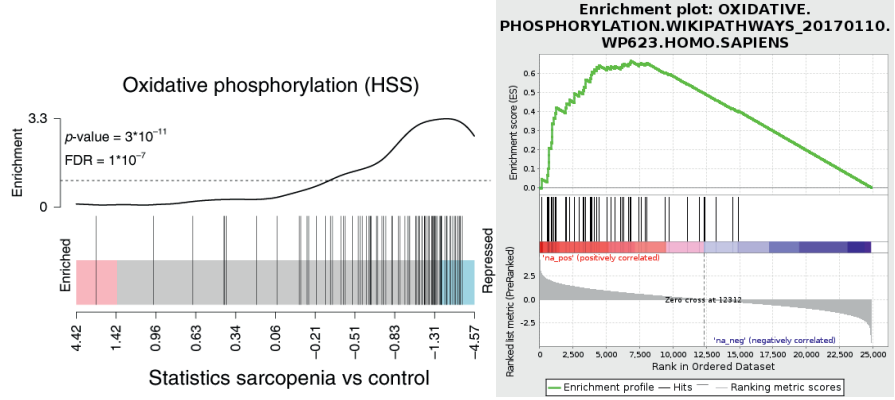 Oxidative phosphorylation (HSS)
Enrichment
3.3
0
p-value = 3*10⁻¹¹
FDR = 1*10⁻⁷
Enriched
Repressed
4.42 1.42 0.96 0.63 0.34 0.06 −0.21 −0.51 −0.83 −1.31 −4.57
Statistics sarcopenia vs control
Enrichment plot: OXIDATIVE.
PHOSPHORYLATION.WIKIPATHWAYS_20170110.
WP623.HOMO.SAPIENS
Enrichment score (ES)
0.6
0.5
0.4
0.3
0.2
0.1
0.0
'na_pos' (positively correlated)
Ranked list metric (PreRanked)
2.5
0.0
-2.5
Zero cross at 12312
'na_neg' (negatively correlated)
0 2,500 5,000 7,500 10,000 12,500 15,000 17,500 20,000 22,500 25,000
Rank in Ordered Dataset
Enrichment profile Hits Ranking metric scores